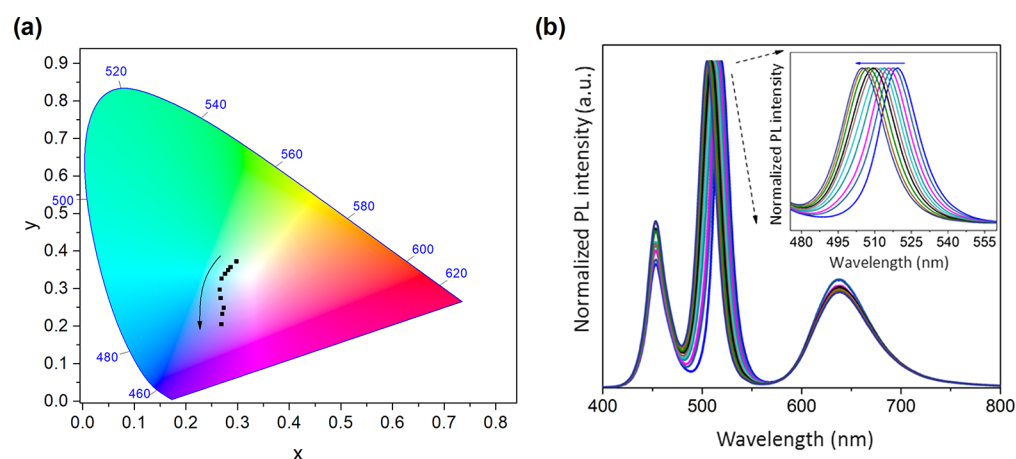 (a)
0.9
0.8
0.7
0.6
0.5
0.4
0.3
0.2
0.1
0.0
y
0.0 0.1 0.2 0.3 0.4 0.5 0.6 0.7 0.8
x
520
540
560
580
600
620
500
480
460
(b)
Normalized PL intensity (a.u.)
400 500 600 700 800
Wavelength (nm)
Normalized PL intensity
480 495 510 525 540 555
Wavelength (nm)